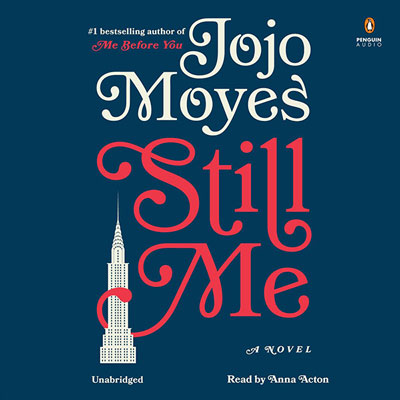 #1 bestselling author of
Me Before You
PENGUIN
AUDIO
Jojo
Moyes
Still
Me
A NOVEL
Unabridged
Read by Anna Acton